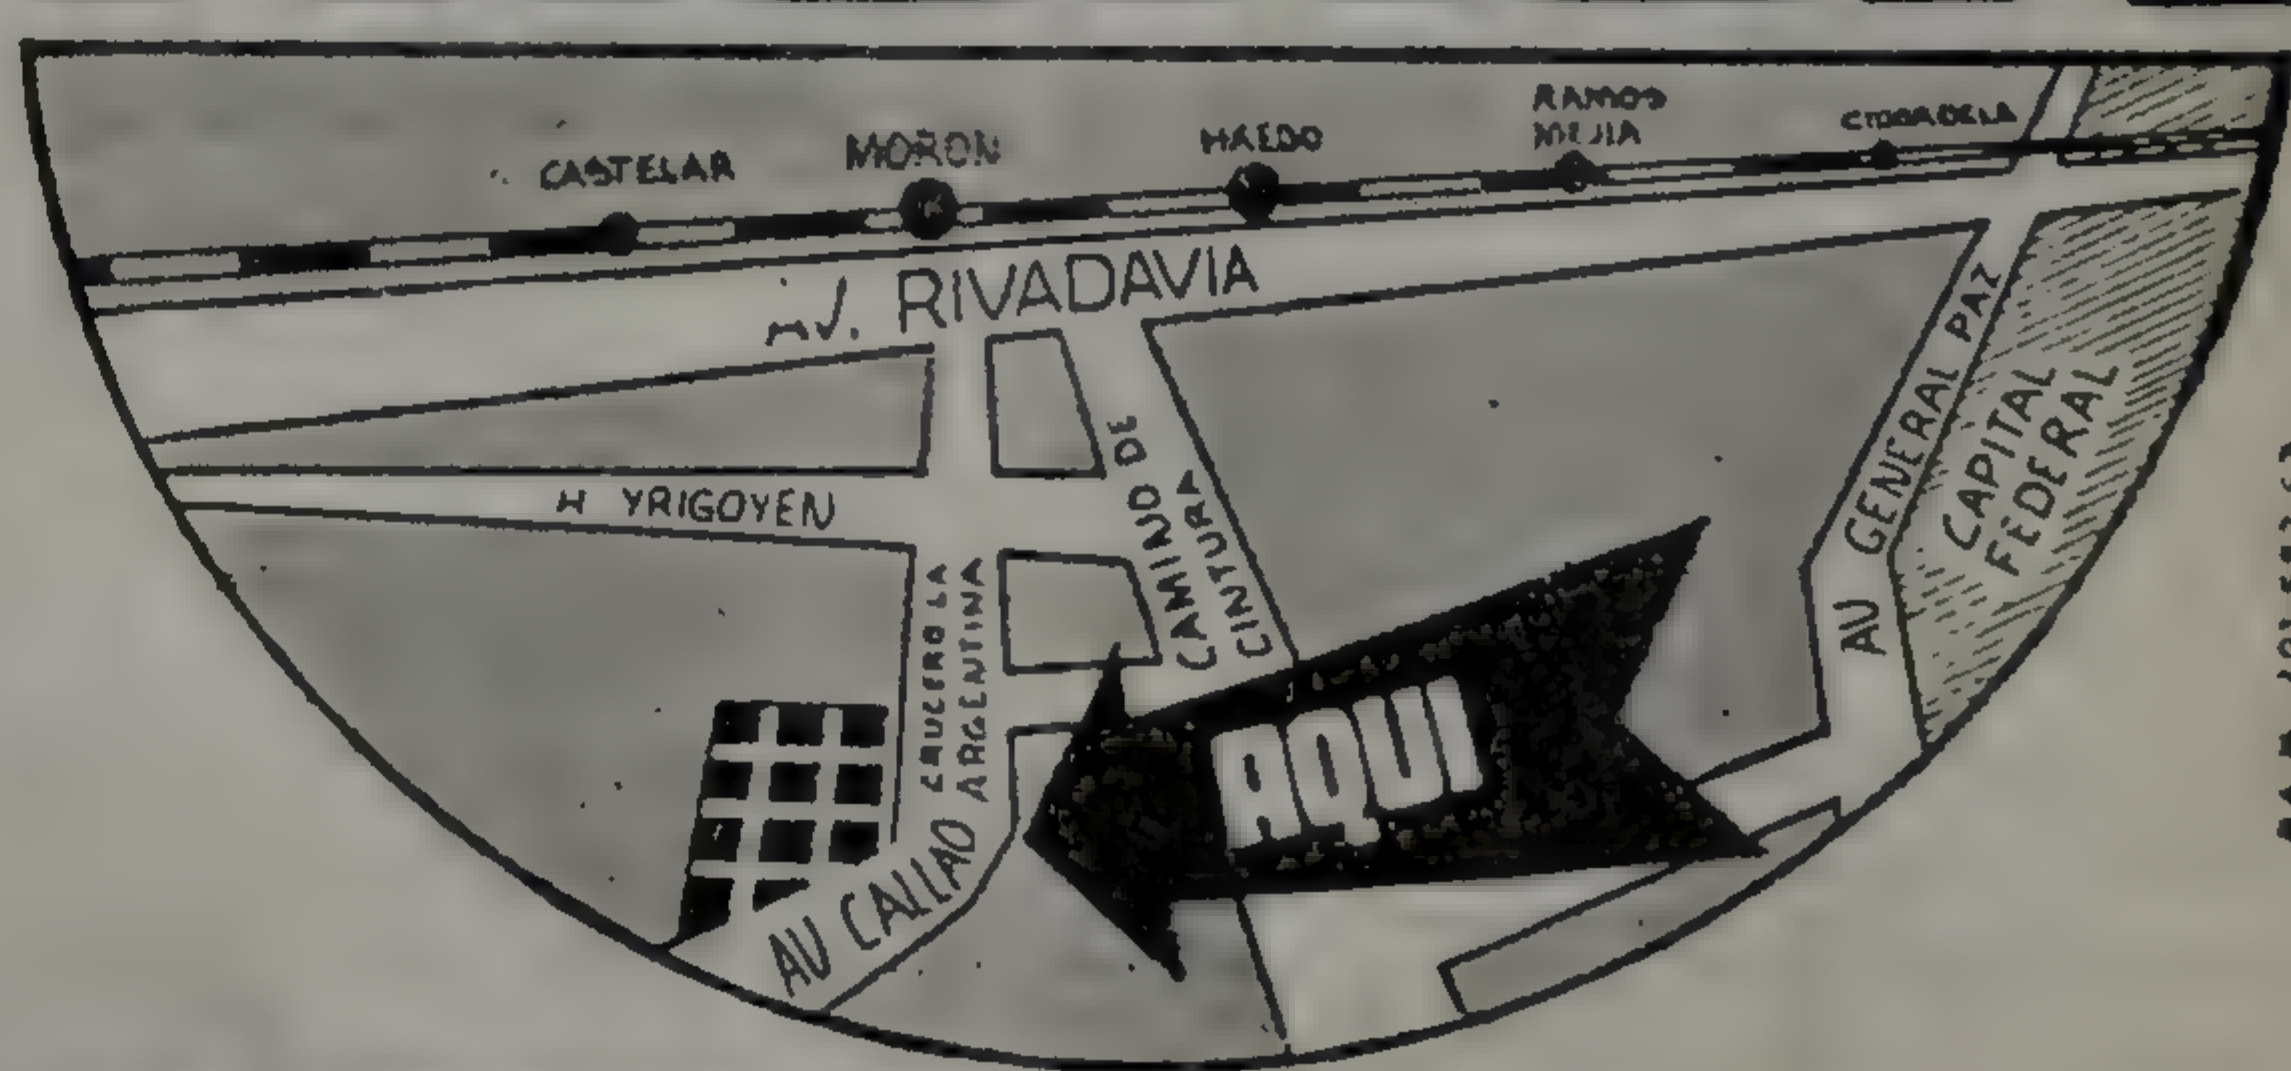 CASTELAR
MORON
HAEDO
RAMOS
MEJIA
CIUDADELA
AV. RIVADAVIA
H YRIGOYEN
CAMINO DE
CINTURA
AV GENERAL PAZ
CAPITAL
FEDERAL
CRUCERO LA
ARGENTINA
AQUI
AV CALLAO